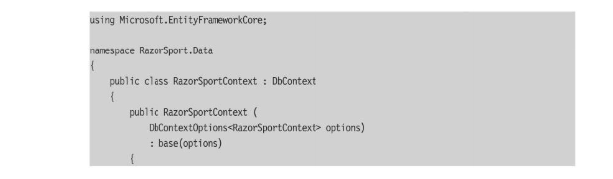 using Microsoft.EntityFrameworkCore;
namespace RazorSport.Data
{
public class RazorSportContext : DbContext
{
public RazorSportContext (
DbContextOptions<RazorSportContext> options)
: base(options)
{